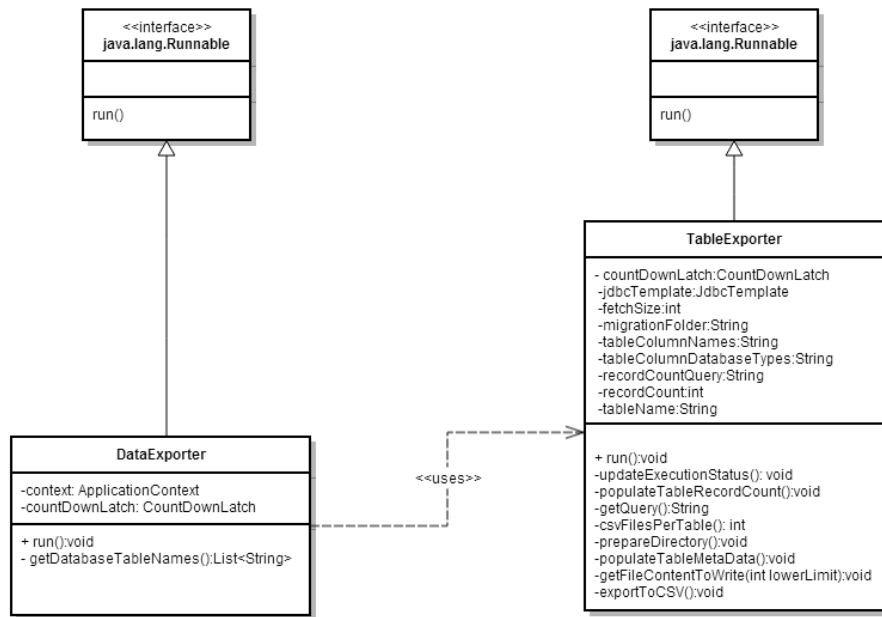 <<interface>>
java.lang.Runnable
run()
<<interface>>
java.lang.Runnable
run()
TableExporter
- countDownLatch:CountDownLatch
-jdbcTemplate:JdbcTemplate
-fetchSize:int
-migrationFolder:String
-tableColumnNames:String
-tableColumnDatabaseTypes:String
-recordCountQuery:String
-recordCount:int
-tableName:String
+ run():void
-updateExecutionStatus(): void
-populateTableRecordCount():void
-getQuery():String
-csvFilesPerTable(): int
-prepareDirectory():void
-populateTableMetaData():void
-getFileContentToWrite(int lowerLimit):void
-exportToCSV():void
DataExporter
-context: ApplicationContext
-countDownLatch: CountDownLatch
+ run():void
- getDatabaseTableNames():List<String>
<<uses>>